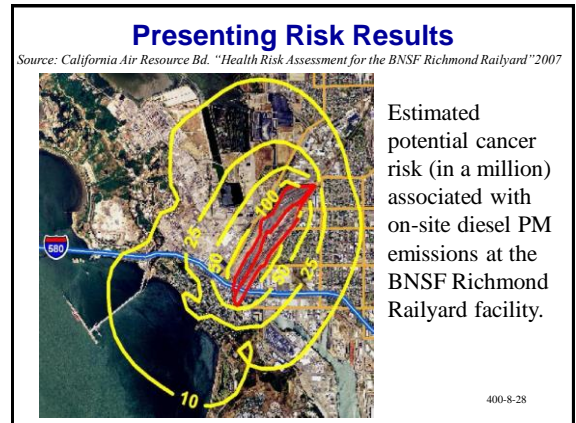 Presenting Risk Results
Source: California Air Resource Bd. “Health Risk Assessment for the BNSF Richmond Railyard”2007
Estimated
potential cancer
risk (in a million)
associated with
on-site diesel PM
emissions at the
BNSF Richmond
Railyard facility.
100
25
50
580
50
25
10
400-8-28